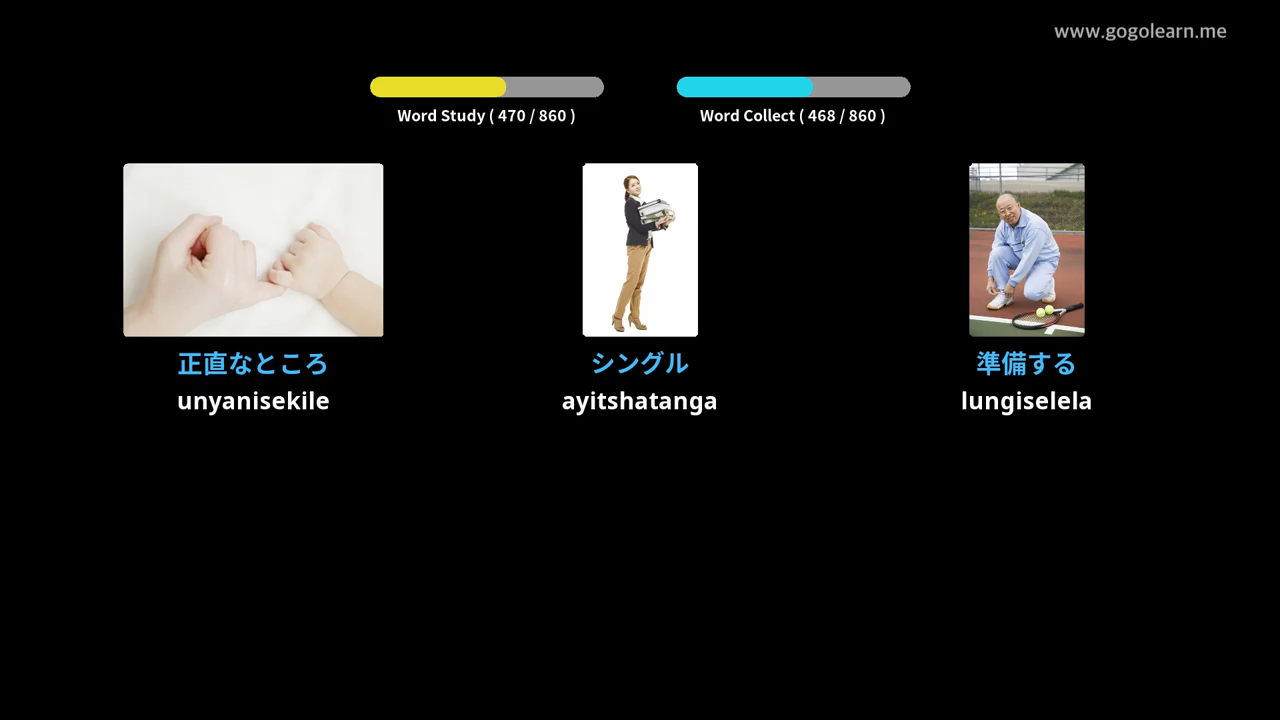 www.gogolearn.me
Word Study ( 470 / 860 )
Word Collect ( 468 / 860 )
正直なところ
シングル
準備する
unyanisekile
ayitshatanga
lungiselela